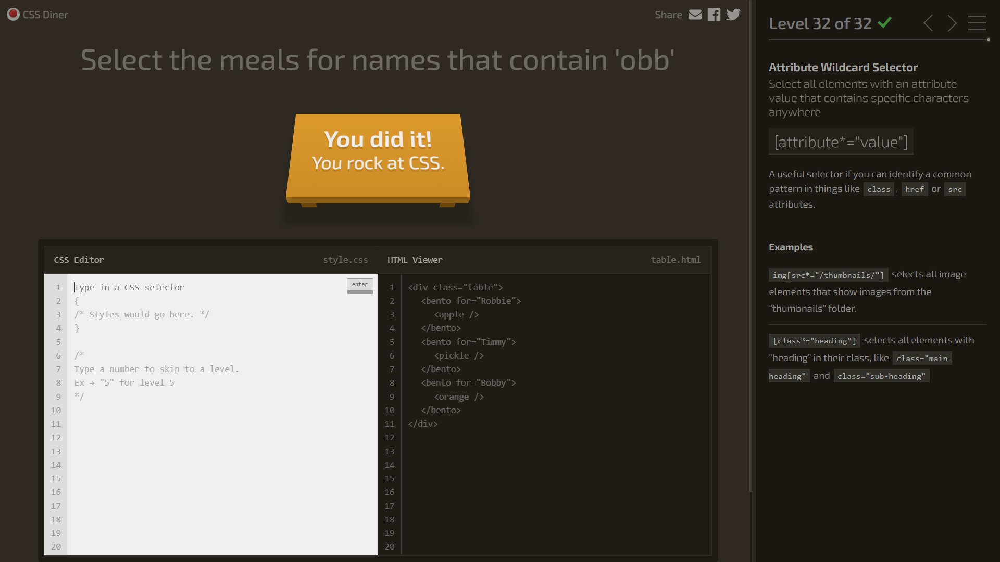 CSS Diner
Share
Select the meals for names that contain 'obb'
You did it!
You rock at CSS.
CSS Editor
style.css
HTML Viewer
table.html
1 Type in a CSS selector
enter
2 {
3 /* Styles would go here. */
4 }
5
6 /*
7 Type a number to skip to a level.
8 Ex → "5" for level 5
9 */
10
11
12
13
14
15
16
17
18
19
20
1 <div class="table">
2 <bento for="Robbie">
3 <apple />
4 </bento>
5 <bento for="Timmy">
6 <pickle />
7 </bento>
8 <bento for="Bobby">
9 <orange />
10 </bento>
11 </div>
12
13
14
15
16
17
18
19
20
Level 32 of 32
Attribute Wildcard Selector
Select all elements with an attribute
value that contains specific characters
anywhere
[attribute*="value"]
A useful selector if you can identify a common
pattern in things like class , href or src
attributes.
Examples
img[src*="/thumbnails/"] selects all image
elements that show images from the
"thumbnails" folder.
[class*="heading"] selects all elements with
"heading" in their class, like class="main-
heading" and class="sub-heading"